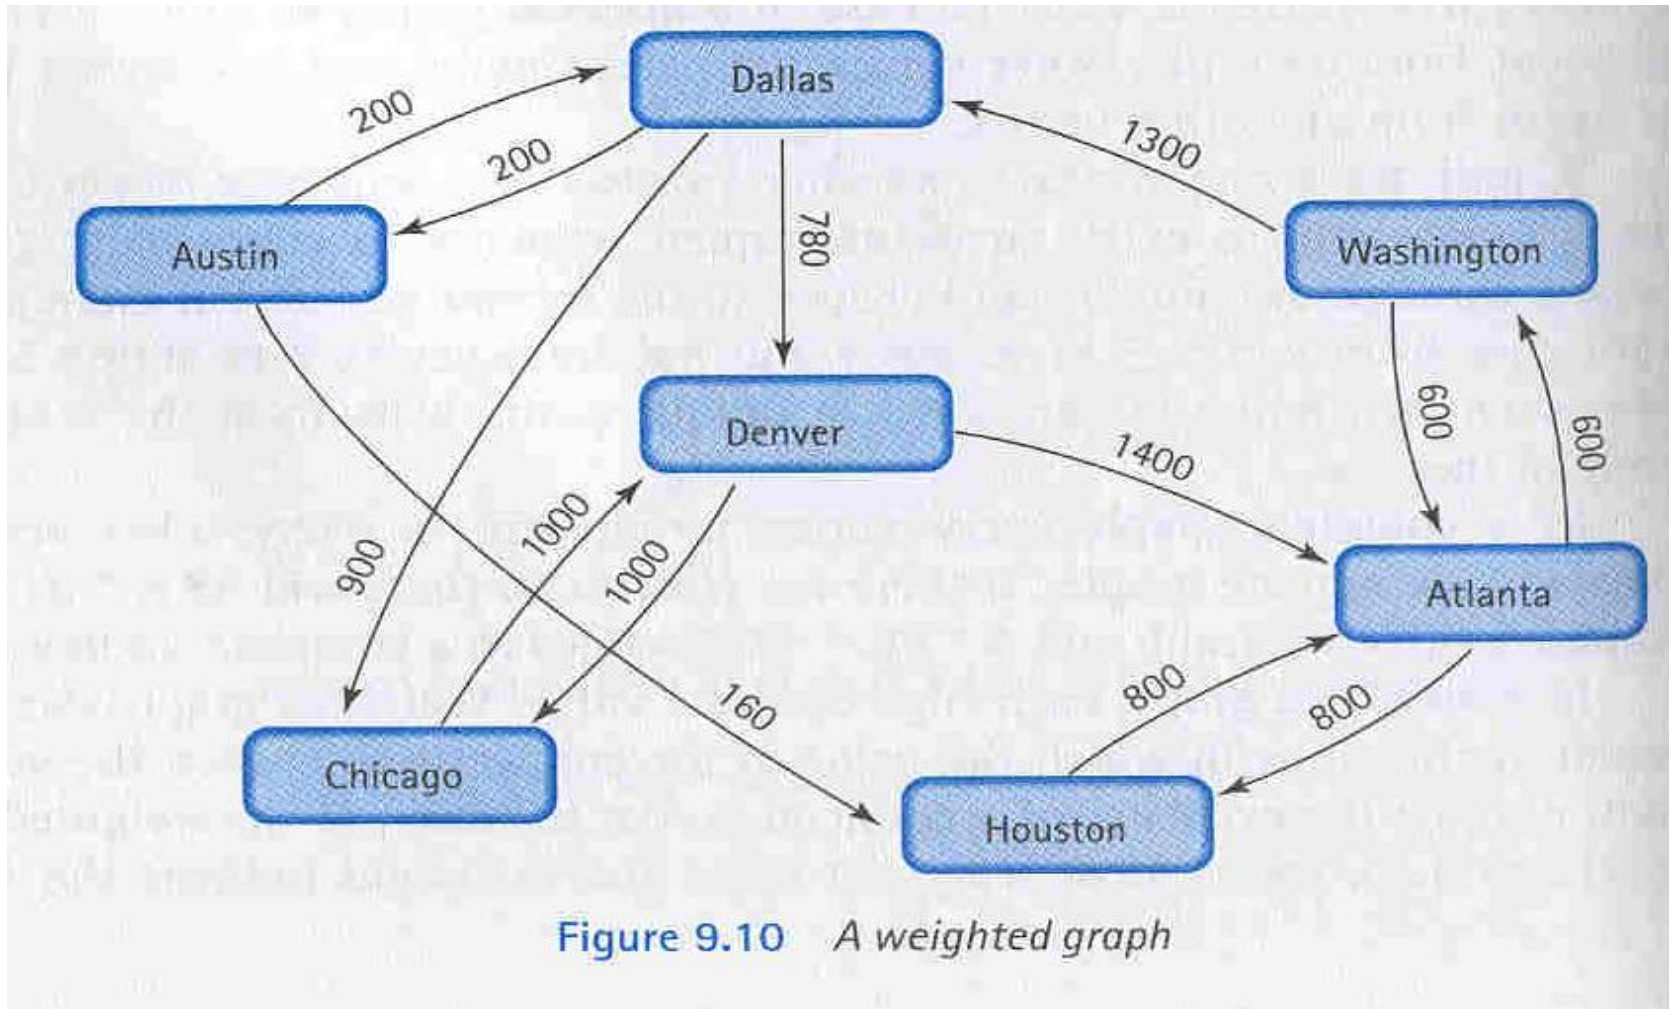 Dallas
200
200
1300
780
Austin
Washington
600
600
Denver
1400
1000
1000
900
Atlanta
160
800
800
Chicago
Houston
Figure 9.10 A weighted graph